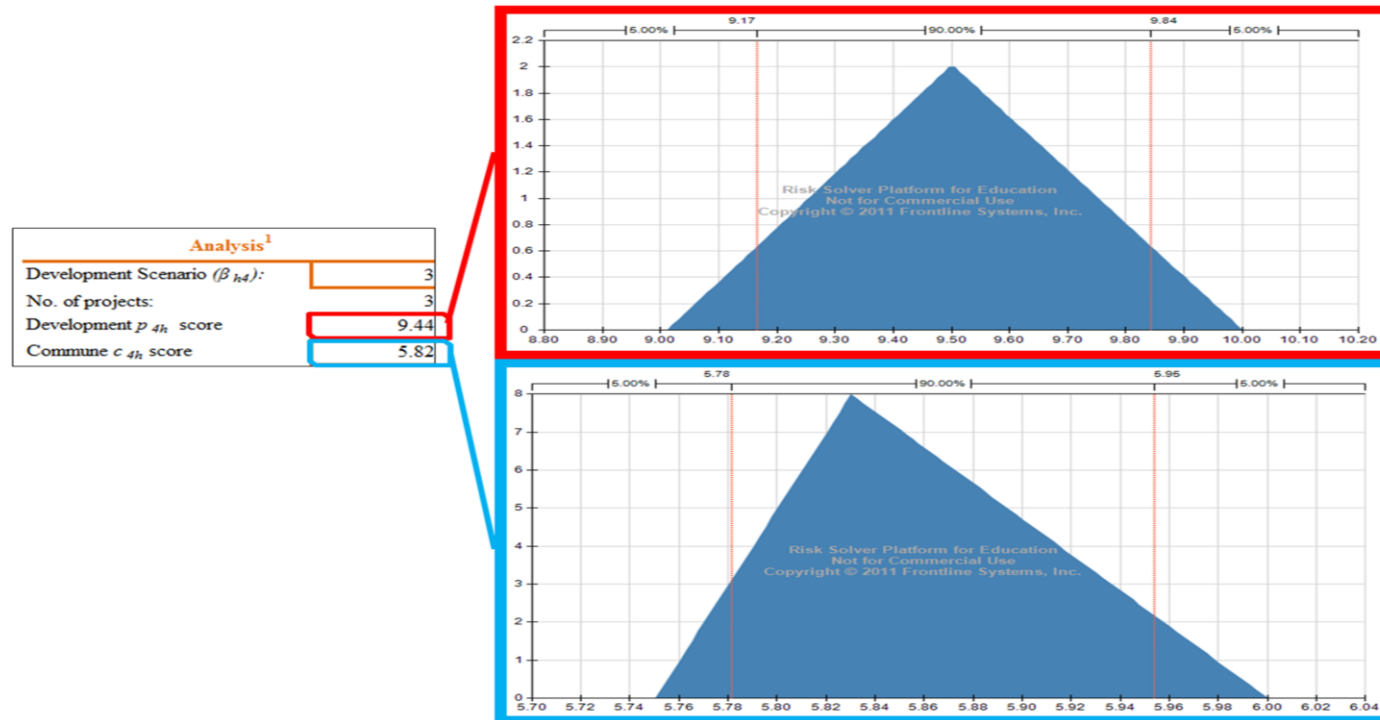 Analysis1
Development Scenario (β h4): 3
No. of projects: 3
Development p 4h score 9.44
Commune c 4h score 5.82
9.17 9.84
5.00% 90.00% 5.00%
2.2
2
1.8
1.6
1.4
1.2
1
0.8
0.6
0.4
0.2
0
Risk Solver Platform for Education
Not for Commercial Use
Copyright © 2011 Frontline Systems, Inc.
8.80 8.90 9.00 9.10 9.20 9.30 9.40 9.50 9.60 9.70 9.80 9.90 10.00 10.10 10.20
5.78 5.95
5.00% 90.00% 5.00%
8
7
6
5
4
3
2
1
0
Risk Solver Platform for Education
Not for Commercial Use
Copyright © 2011 Frontline Systems, Inc.
5.70 5.72 5.74 5.76 5.78 5.80 5.82 5.84 5.86 5.88 5.90 5.92 5.94 5.96 5.98 6.00 6.02 6.04